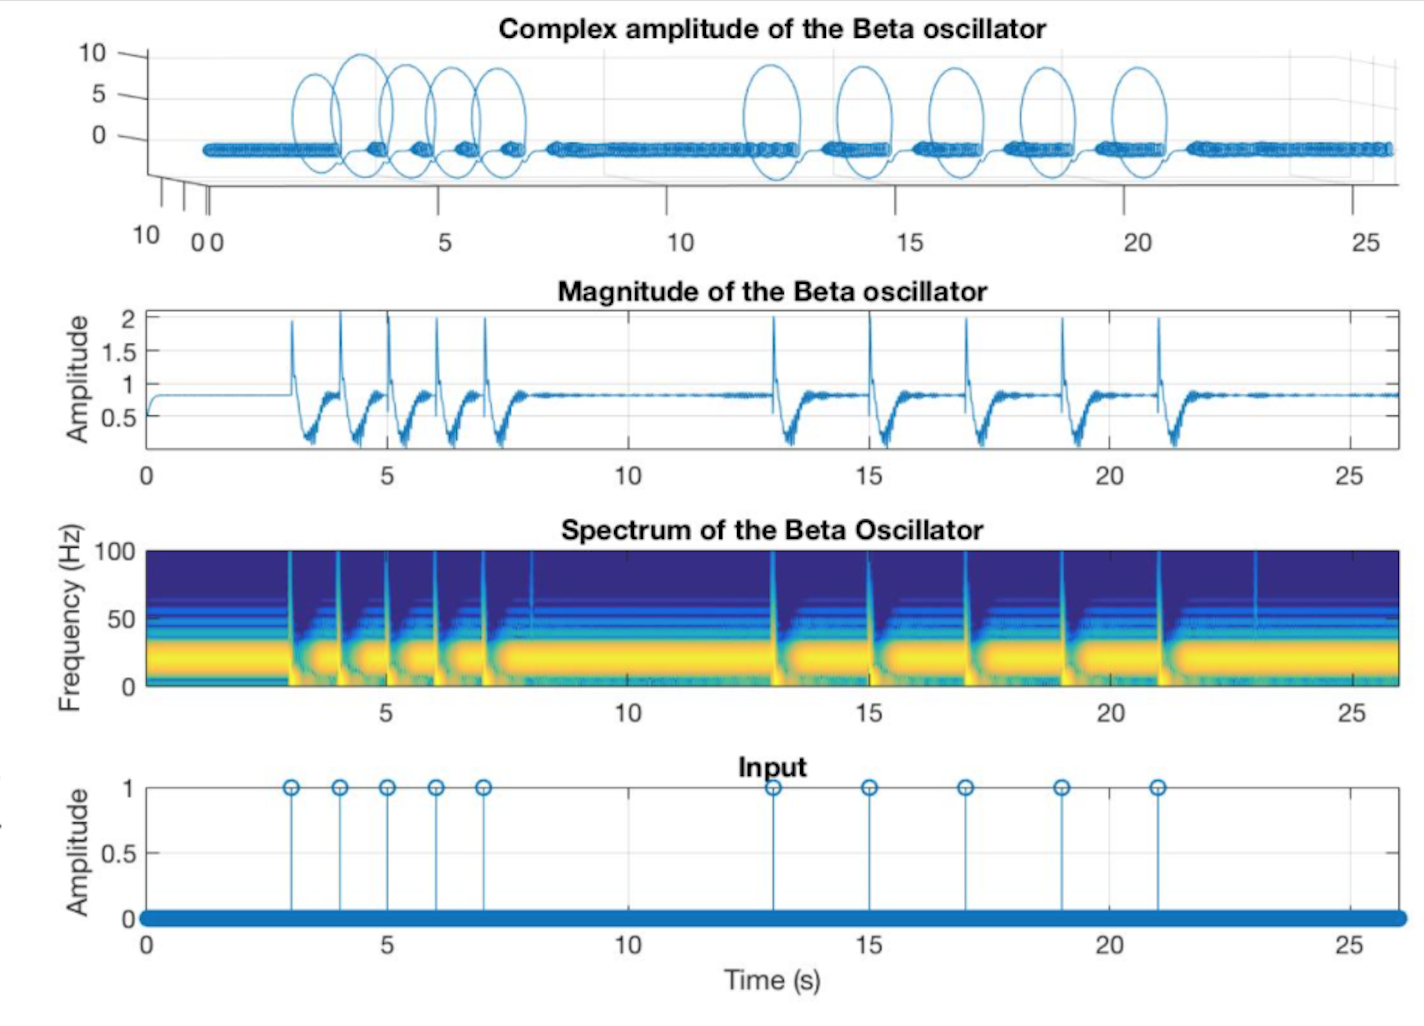 Complex amplitude of the Beta oscillator
10
5
0
10 0 0 5 10 15 20 25
Magnitude of the Beta oscillator
Amplitude
2
1.5
1
0.5
0 5 10 15 20 25
Spectrum of the Beta Oscillator
Frequency (Hz)
100
50
0
5 10 15 20 25
Input
Amplitude
1
0.5
0
0 5 10 15 20 25
Time (s)